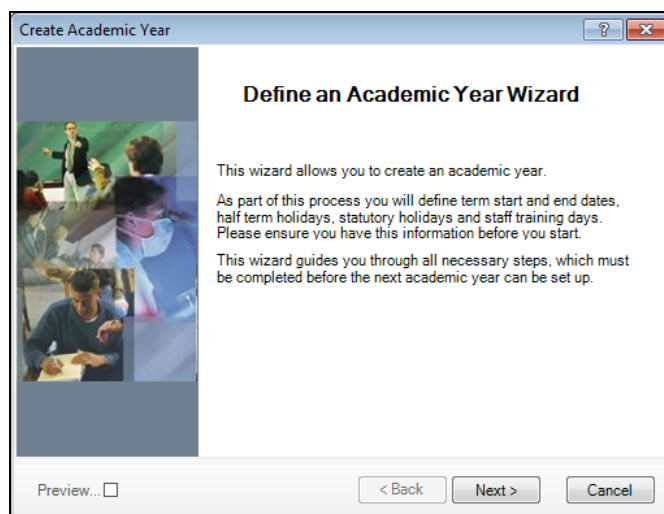 Create Academic Year
Define an Academic Year Wizard
This wizard allows you to create an academic year.
As part of this process you will define term start and end dates,
half term holidays, statutory holidays and staff training days.
Please ensure you have this information before you start.
This wizard guides you through all necessary steps, which must
be completed before the next academic year can be set up.
Preview...
< Back
Next >
Cancel